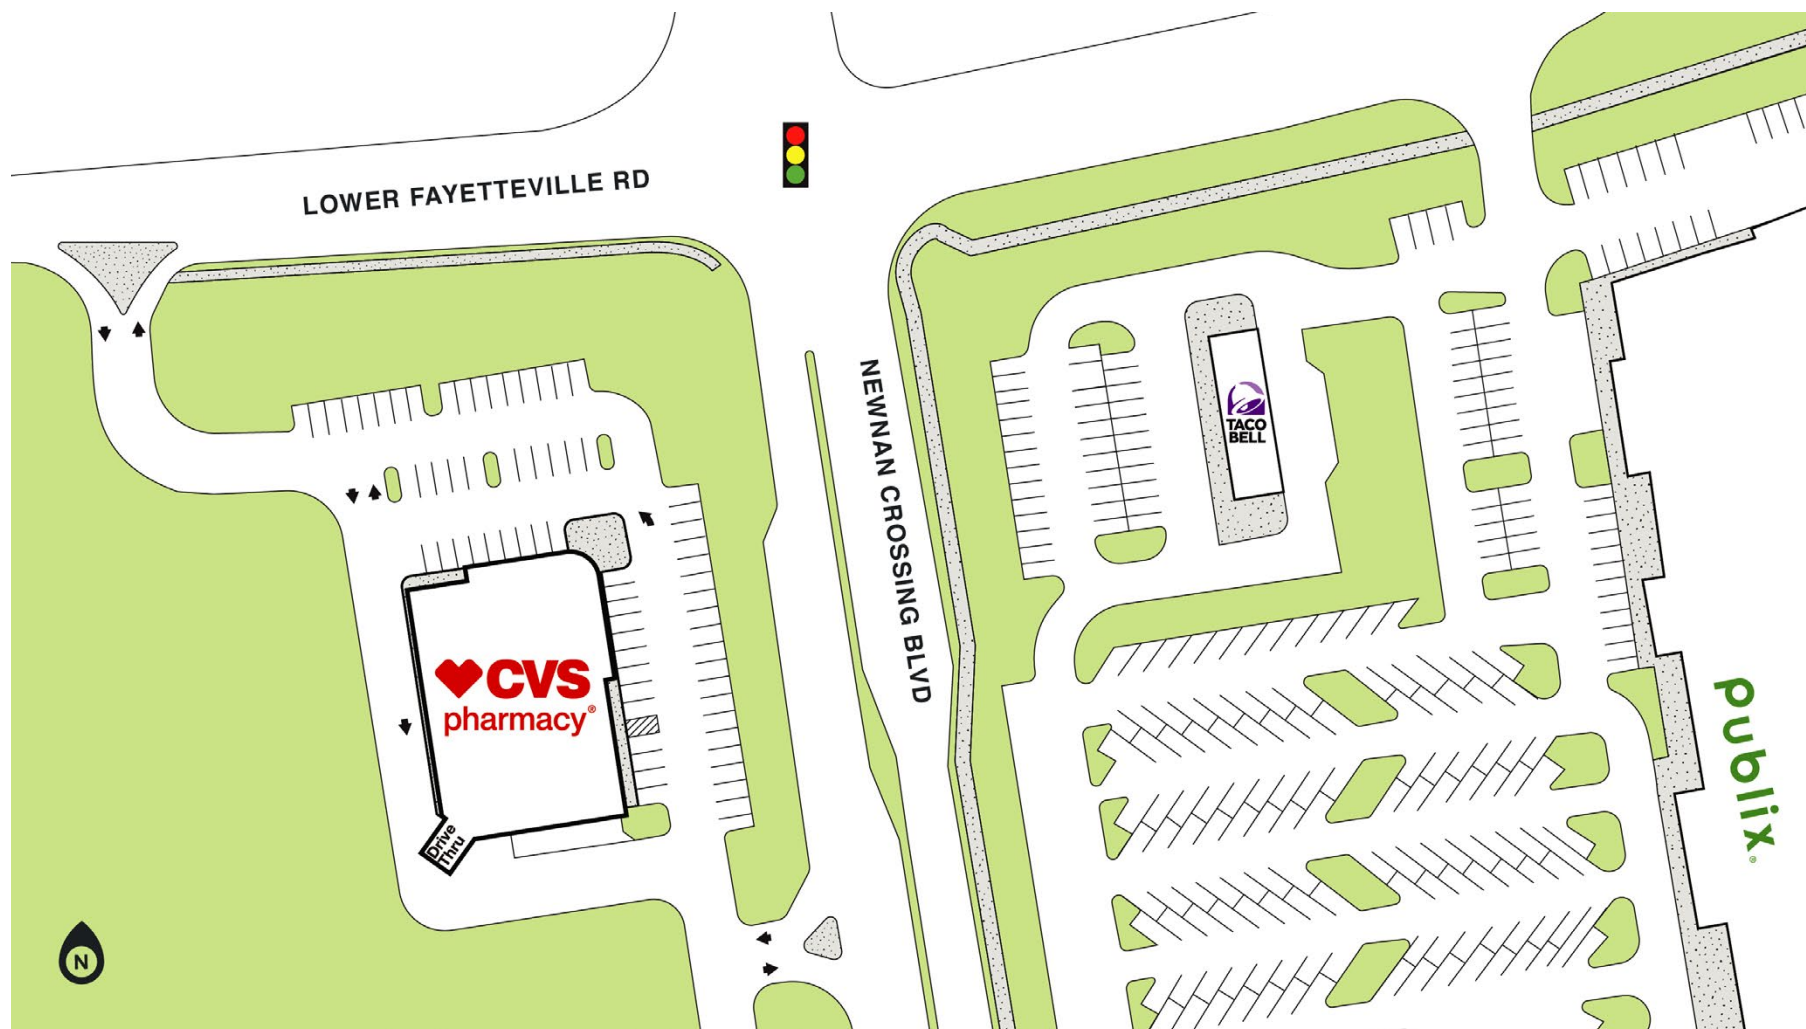 LOWER FAYETTEVILLE RD
NEWNAN CROSSING BLVD
TACO
BELL
CVS
pharmacy®
Drive
Thru
publix®
N